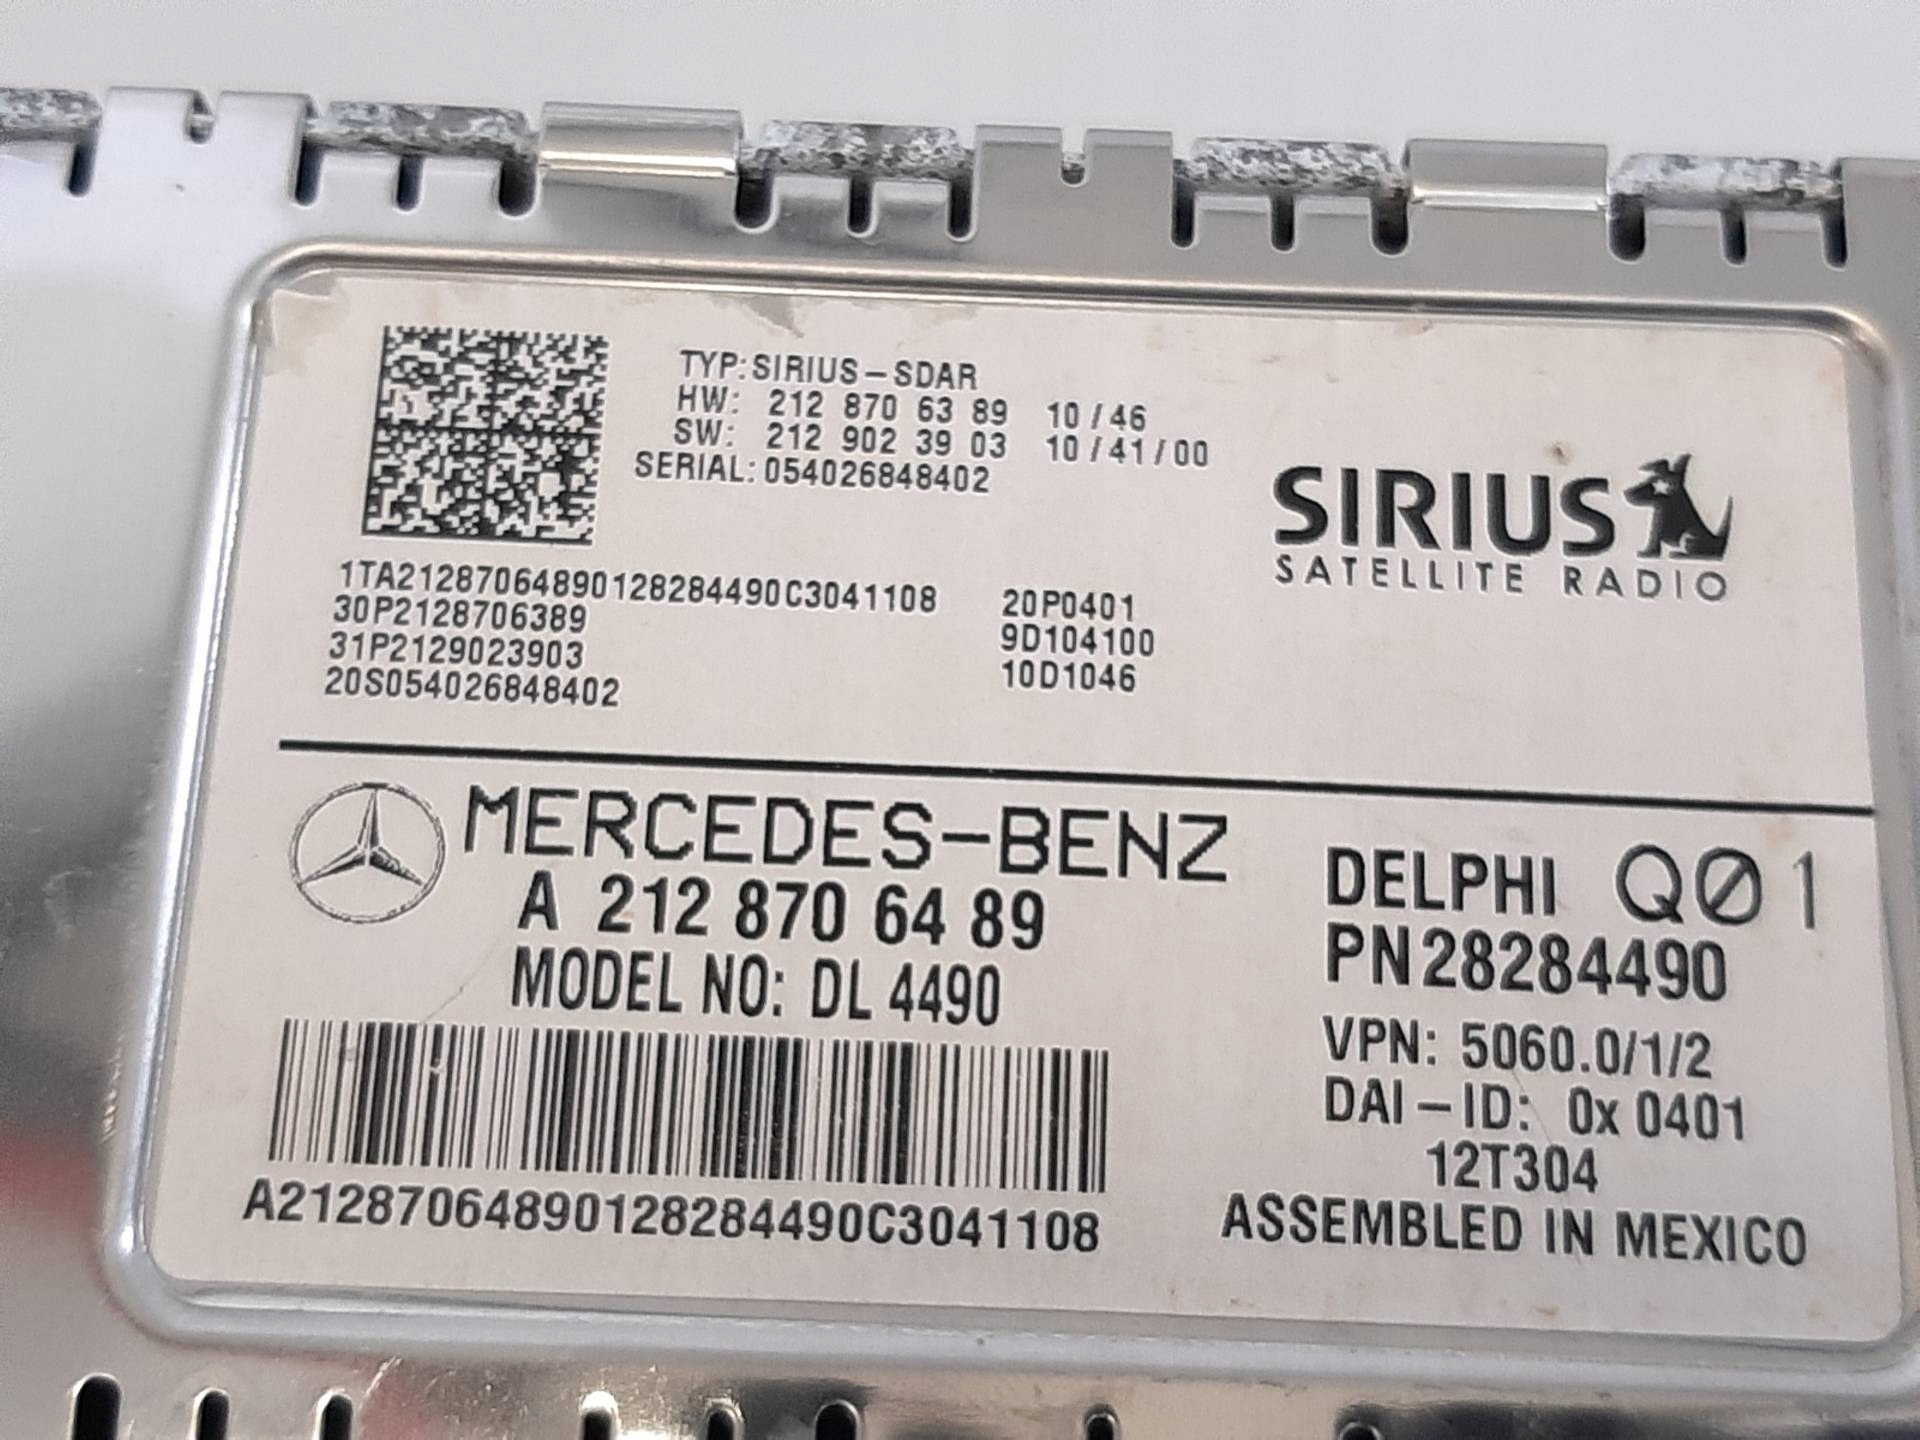 TYP:SIRIUS-SDAR
HW: 212 870 63 89 10/46
SW: 212 902 39 03 10/41/00
SERIAL:054026848402
SIRIUS
SATELLITE RADIO
1TA21287064890128284490C3041108 20P0401
30P2128706389 9D104100
31P2129023903 10D1046
20S054026848402
MERCEDES-BENZ
A 212 870 64 89
MODEL NO: DL 4490
A21287064890128284490C3041108
DELPHI QØ1
PN28284490
VPN: 5060.0/1/2
DAI-ID: 0x 0401
12T304
ASSEMBLED IN MEXICO